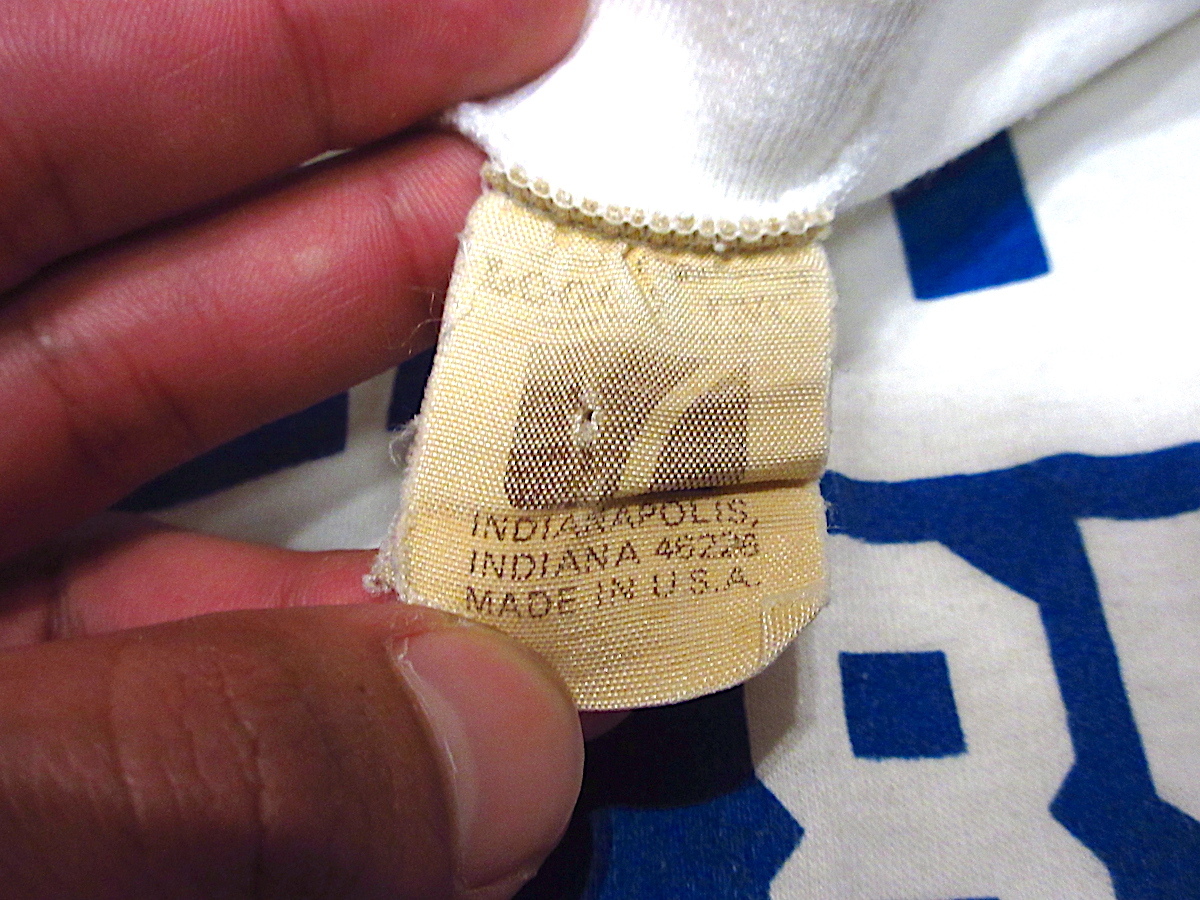 INDIANAPOLIS,
INDIANA 46226
MADE IN U.S.A.